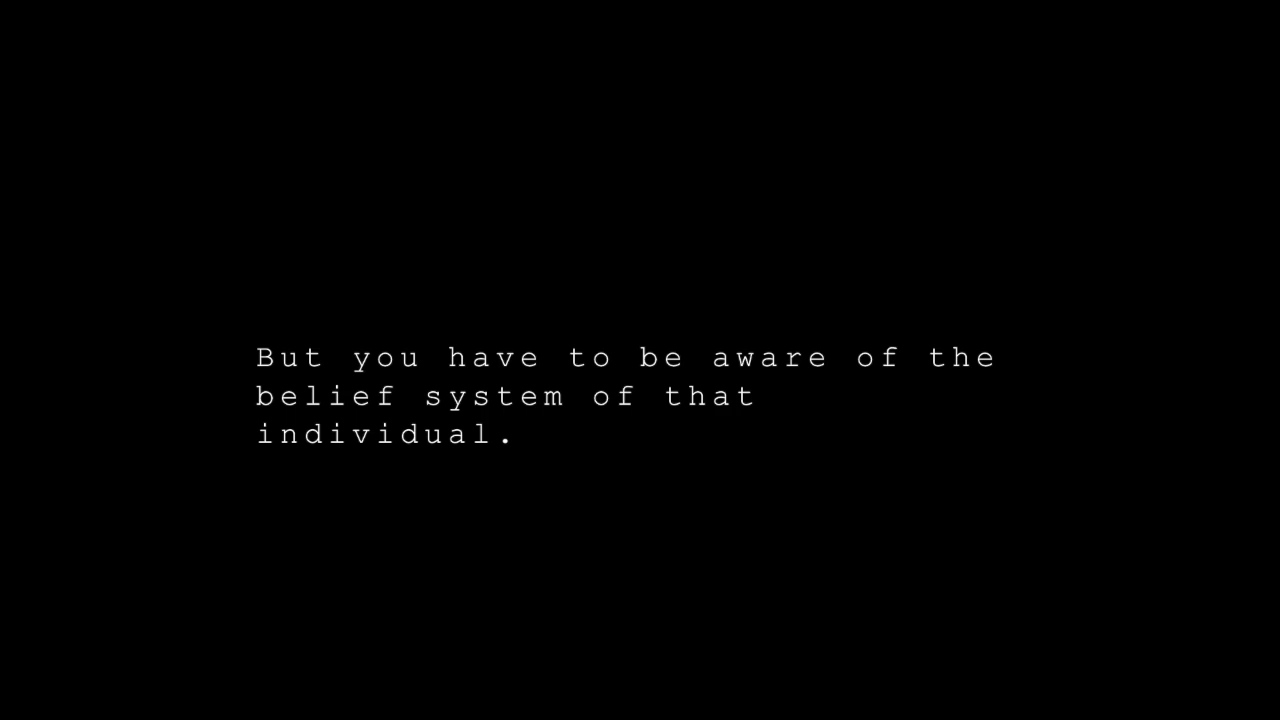 But you have to be aware of the
belief system of that
individual.